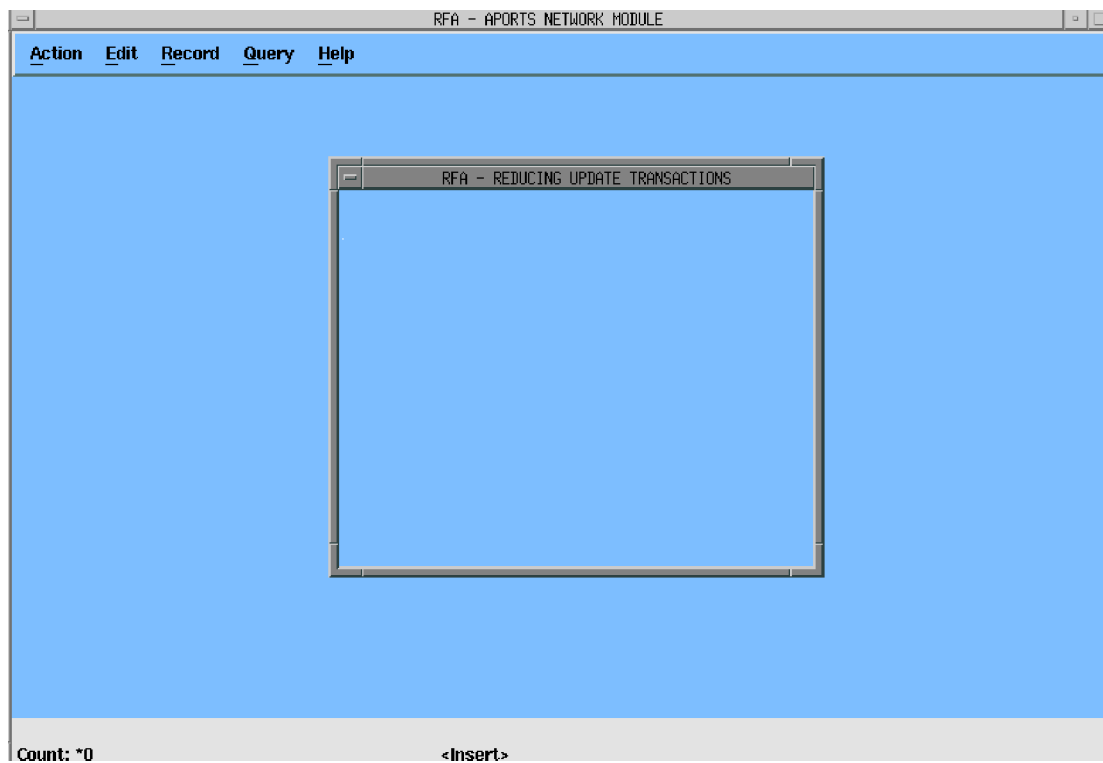 RFA - APORTS NETWORK MODULE
Action Edit Record Query Help
RFA - REDUCING UPDATE TRANSACTIONS
Count: *0 <Insert>